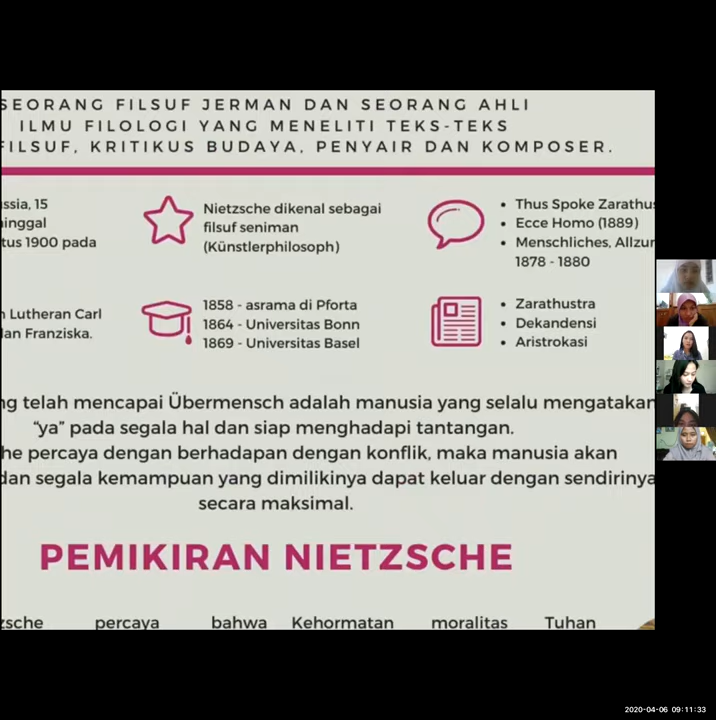 SEORANG FILSUF JERMAN DAN SEORANG AHLI
ILMU FILOLOGI YANG MENELITI TEKS-TEKS
FILSUF, KRITIKUS BUDAYA, PENYAIR DAN KOMPOSER.
ssia, 15
inggal
tus 1900 pada
Nietzsche dikenal sebagai
filsuf seniman
(Künstlerphilosoph)
• Thus Spoke Zarathus
• Ecce Homo (1889)
• Menschliches, Allzur
1878 - 1880
n Lutheran Carl
dan Franziska.
1858 - asrama di Pforta
1864 - Universitas Bonn
1869 - Universitas Basel
• Zarathustra
• Dekandensi
• Aristrokasi
ng telah mencapai Übermensch adalah manusia yang selalu mengatakan
“ya” pada segala hal dan siap menghadapi tantangan.
he percaya dengan berhadapan dengan konflik, maka manusia akan
dan segala kemampuan yang dimilikinya dapat keluar dengan sendirinya
secara maksimal.
PEMIKIRAN NIETZSCHE
zsche percaya bahwa Kehormatan moralitas Tuhan
2020-04-06 09:11:33